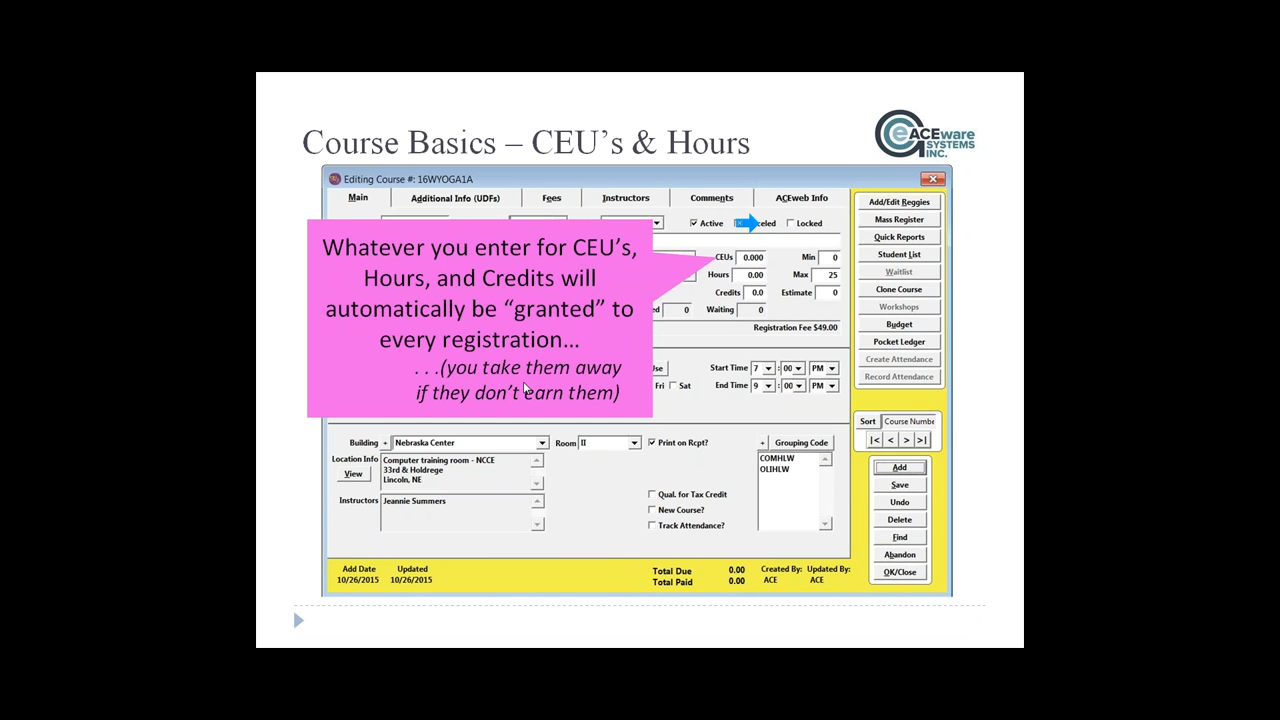 Course Basics – CEU’s & Hours
eACEware
SYSTEMS
INC.
Editing Course #: 16WYOGA1A
Main
Additional Info (UDFs)
Fees
Instructors
Comments
ACEweb Info
Active
celed
Locked
Whatever you enter for CEU’s,
Hours, and Credits will
automatically be “granted” to
every registration…
. . .(you take them away
if they don’t earn them)
CEUs 0.000 Min 0
Hours 0.00 Max 25
Credits 0.0 Estimate 0
0 Waiting 0
Registration Fee $49.00
Start Time 7 : 00 PM
Fri Sat End Time 9 : 00 PM
Building + Nebraska Center Room II Print on Rcpt? + Grouping Code
Location Info
View
Computer training room - NCCE
33rd & Holdrege
Lincoln, NE
COMHLW
OLIHLW
Instructors Jeannie Summers
Qual. for Tax Credit
New Course?
Track Attendance?
Add Date Updated
10/26/2015 10/26/2015
Total Due 0.00
Total Paid 0.00
Created By: Updated By:
ACE ACE
Add/Edit Reggies
Mass Register
Quick Reports
Student List
Waitlist
Clone Course
Workshops
Budget
Pocket Ledger
Create Attendance
Record Attendance
Sort Course Numbe
|< < > >|
Add
Save
Undo
Delete
Find
Abandon
OK/Close